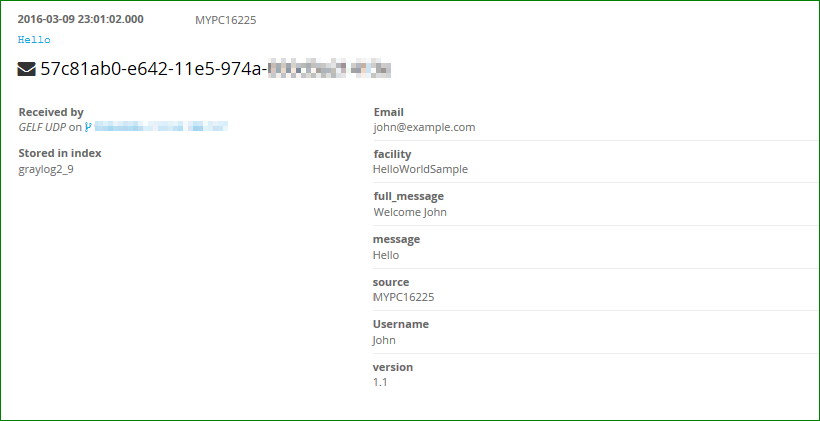 2016-03-09 23:01:02.000 MYPC16225
Hello
57c81ab0-e642-11e5-974a-
Received by
GELF UDP on
Stored in index
graylog2_9
Email
john@example.com
facility
HelloWorldSample
full_message
Welcome John
message
Hello
source
MYPC16225
Username
John
version
1.1